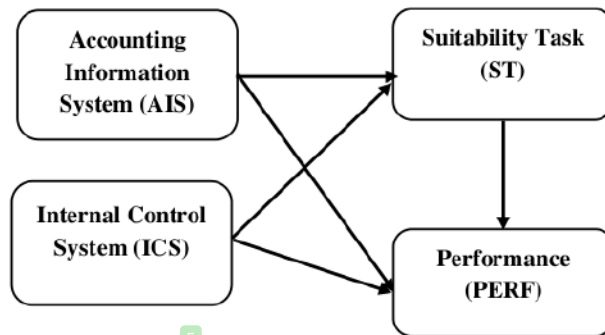 Accounting
Information
System (AIS)
Suitability Task
(ST)
Internal Control
System (ICS)
Performance
(PERF)